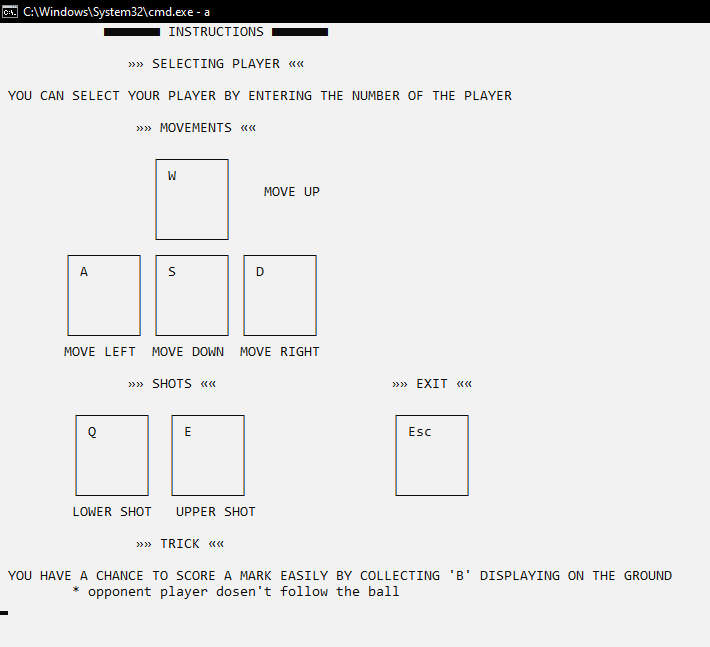 C:\Windows\System32\cmd.exe - a
INSTRUCTIONS
»» SELECTING PLAYER ««
YOU CAN SELECT YOUR PLAYER BY ENTERING THE NUMBER OF THE PLAYER
»» MOVEMENTS ««
W
MOVE UP
A S D
MOVE LEFT MOVE DOWN MOVE RIGHT
»» SHOTS «« »» EXIT ««
Q E Esc
LOWER SHOT UPPER SHOT
»» TRICK ««
YOU HAVE A CHANCE TO SCORE A MARK EASILY BY COLLECTING 'B' DISPLAYING ON THE GROUND
* opponent player dosen't follow the ball